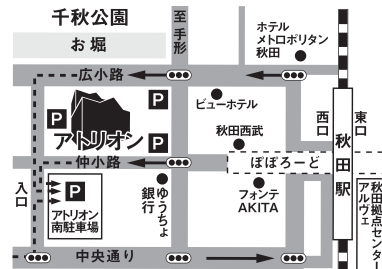 千秋公園
お堀
至手形
ホテル
メトロポリタン
秋田
広小路
P
P
P
アトリオン
ビューホテル
秋田西武
西口
東口
秋田駅
仲小路
ぽぽろーど
入口
P
アトリオン
南駐車場
ゆうちょ
銀行
フォンテ
AKITA
秋田拠点センター
アルヴェ
中央通り